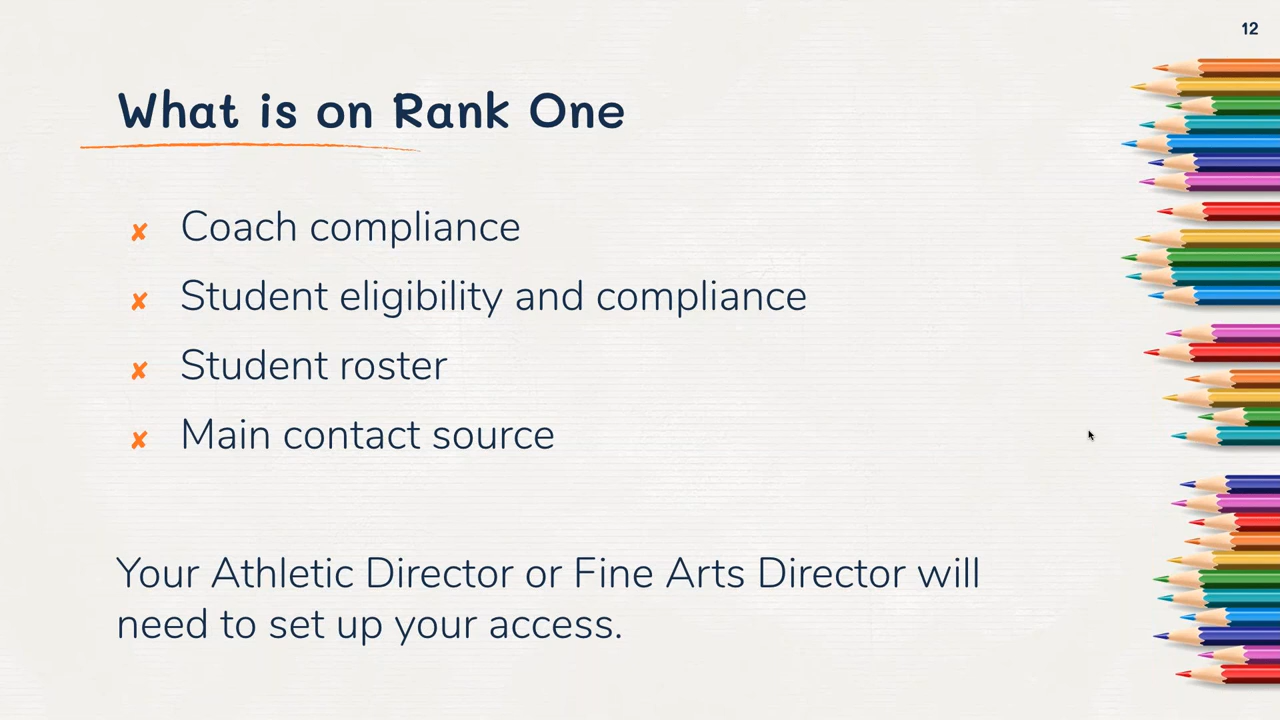 12
What is on Rank One
✘ Coach compliance
✘ Student eligibility and compliance
✘ Student roster
✘ Main contact source
Your Athletic Director or Fine Arts Director will
need to set up your access.